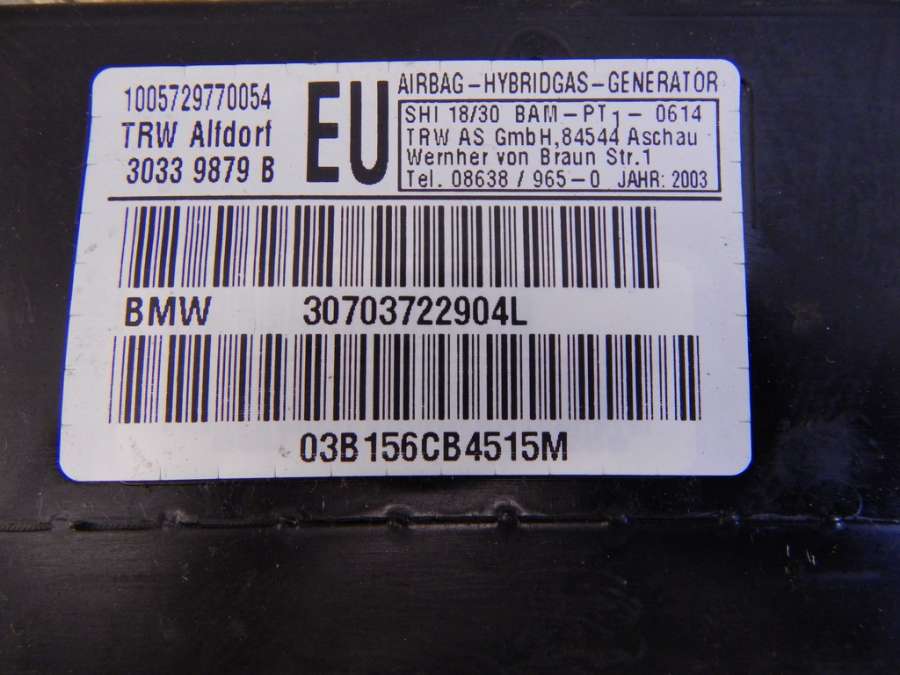 1005729770054
TRW Alfdorf
3033 9879 B
EU
AIRBAG-HYBRIDGAS-GENERATOR
SHI 18/30 BAM-PT1- 0614
TRW AS GmbH,84544 Aschau
Wernher von Braun Str.1
Tel. 08638/965-0 JAHR: 2003
BMW 30703722904L
03B156CB4515M